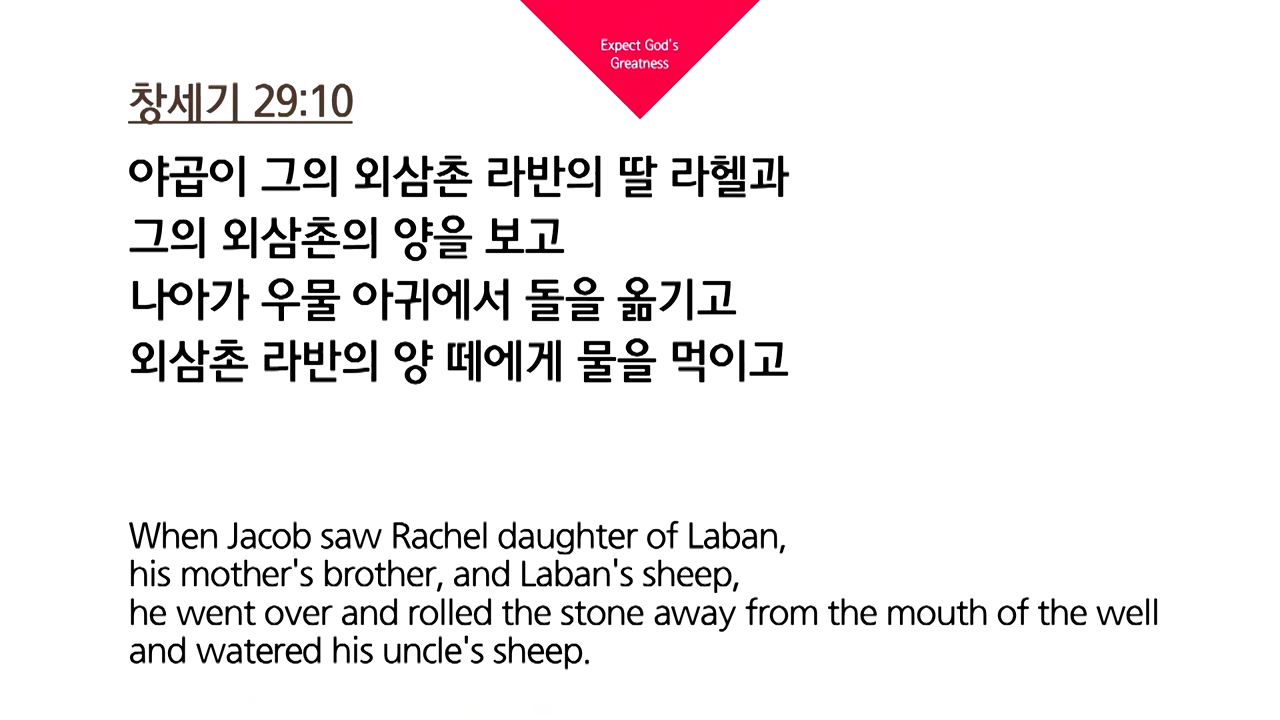 Expect God's
Greatness
창세기 29:10
야곱이 그의 외삼촌 라반의 딸 라헬과
그의 외삼촌의 양을 보고
나아가 우물 아귀에서 돌을 옮기고
외삼촌 라반의 양 떼에게 물을 먹이고
When Jacob saw Rachel daughter of Laban,
his mother's brother, and Laban's sheep,
he went over and rolled the stone away from the mouth of the well
and watered his uncle's sheep.